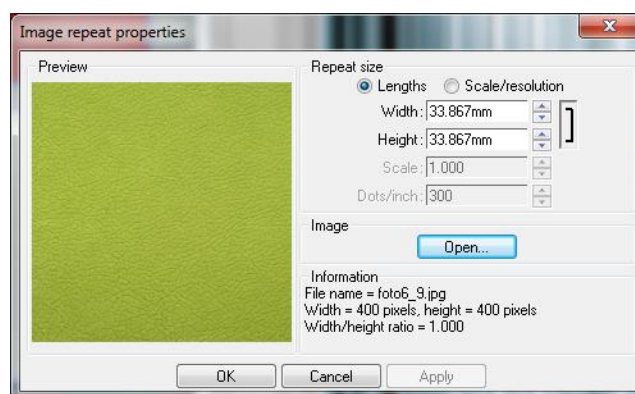 Image repeat properties
Preview
Repeat size
Lengths Scale/resolution
Width: 33.867mm
Height: 33.867mm
Scale: 1.000
Dots/inch: 300
Image
Open...
Information
File name = foto6_9.jpg
Width = 400 pixels, height = 400 pixels
Width/height ratio = 1.000
OK Cancel Apply